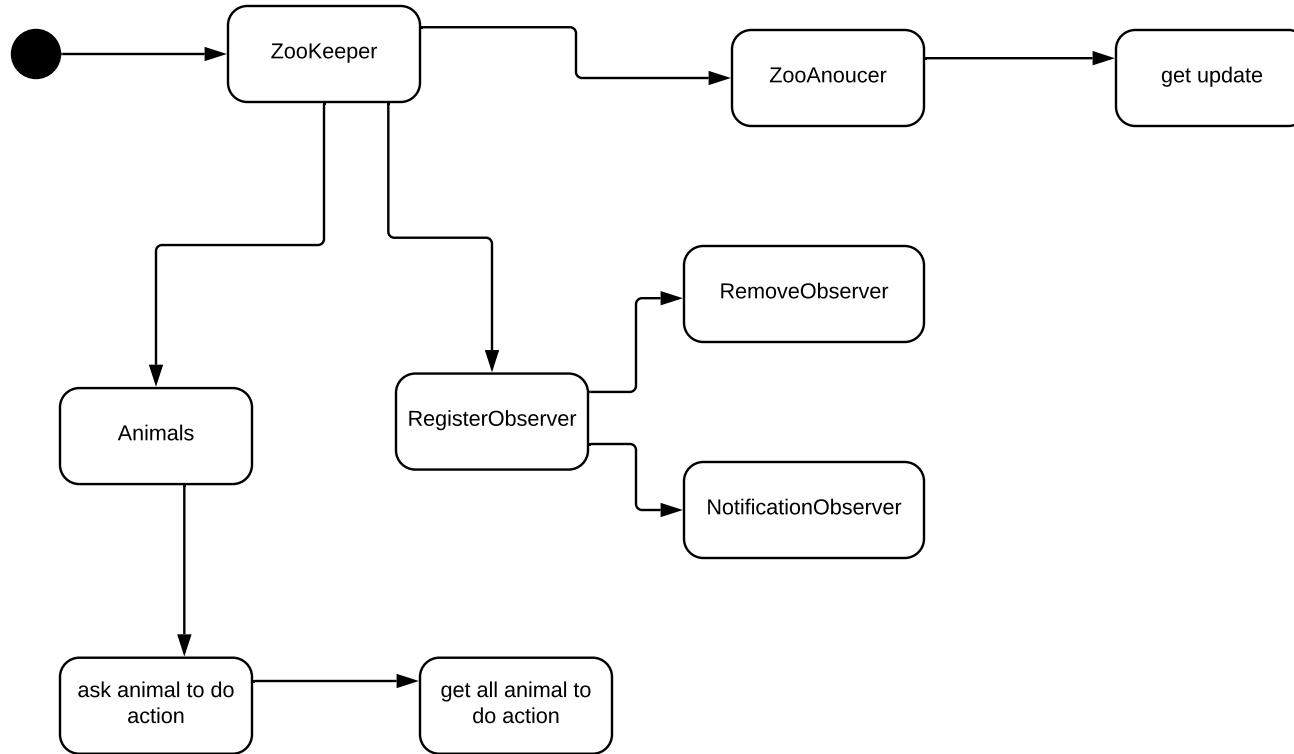 ZooKeeper
ZooAnoucer
get update
RemoveObserver
Animals
RegisterObserver
NotificationObserver
ask animal to do
action
get all animal to
do action